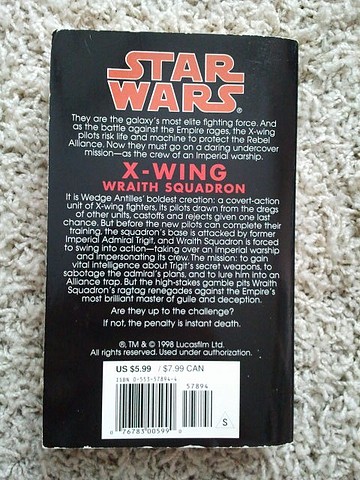 STAR
WARS®
They are the galaxy's most elite fighting force. And
as the battle against the Empire rages, the X-wing
pilots risk life and machine to protect the Rebel
Alliance. Now they must go on a daring undercover
mission—as the crew of an Imperial warship.
X-WING
WRAITH SQUADRON
It is Wedge Antilles' boldest creation: a covert-action
unit of X-wing fighters, its pilots drawn from the dregs
of other units, castoffs and rejects given one last
chance. But before the new pilots can complete their
training, the squadron's base is attacked by former
Imperial Admiral Trigit, and Wraith Squadron is forced
to swing into action—taking over an Imperial warship
and impersonating its crew. The mission: to gain
vital intelligence about Trigit's secret weapons, to
sabotage the admiral's plans, and to lure him into an
Alliance trap. But the high-stakes gamble pits Wraith
Squadron's ragtag renegades against the Empire's
most brilliant master of guile and deception.
Are they up to the challenge?
If not, the penalty is instant death.
®, TM & © 1998 Lucasfilm Ltd.
All rights reserved. Used under authorization.
US $5.99 / $7.99 CAN
ISBN 0-553-57894-4
57894
S
0 76783 00599 0